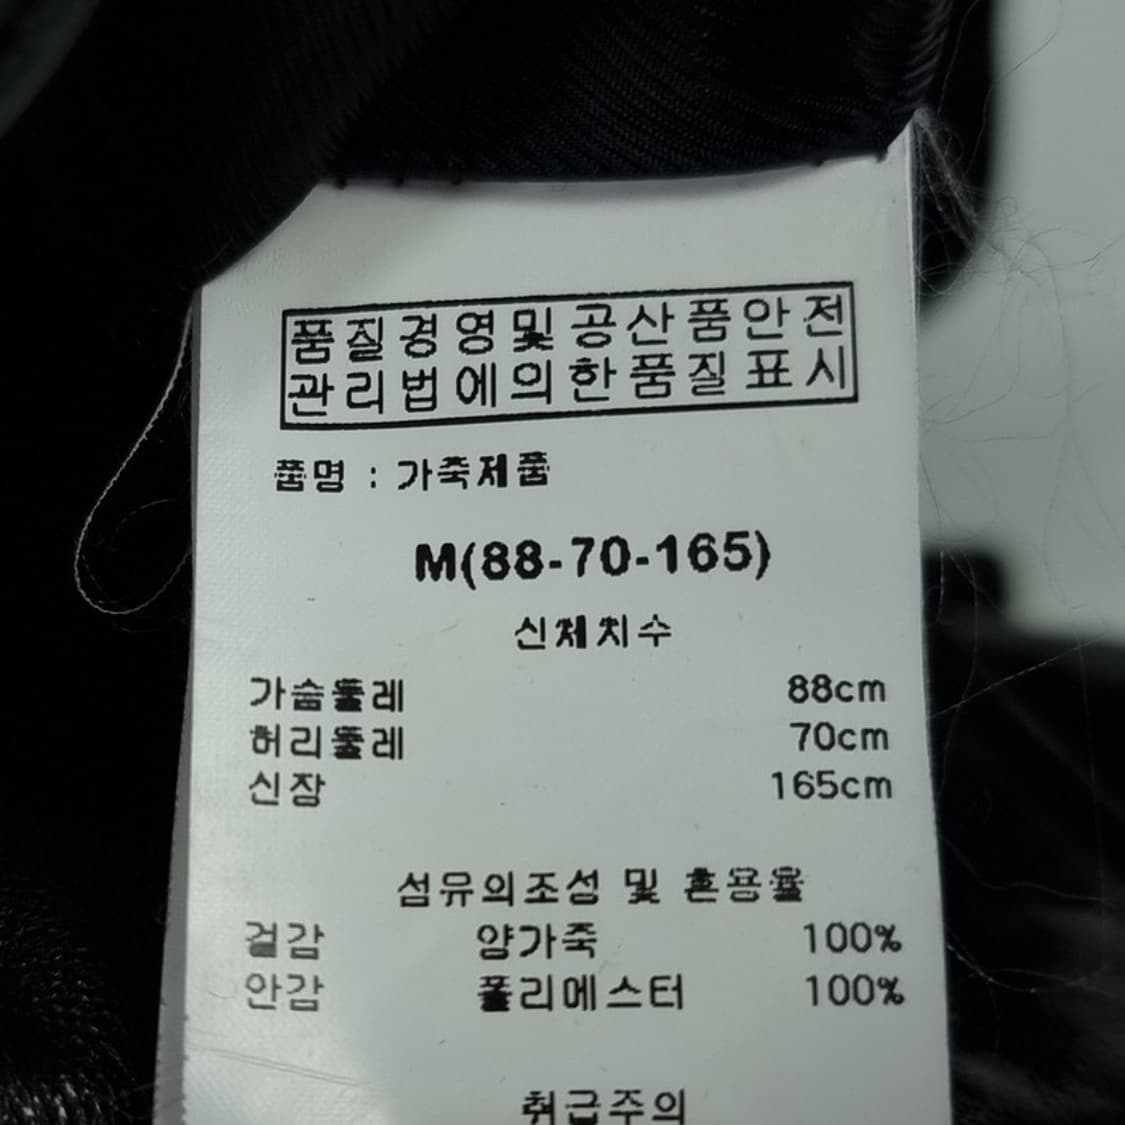 품질경영및공산품안전
관리법에의한품질표시
품명 : 가죽제품
M(88-70-165)
신체치수
가슴둘레 88cm
허리둘레 70cm
신장 165cm
섬유의조성 및 혼용율
겉감 양가죽 100%
안감 폴리에스터 100%
취급주의